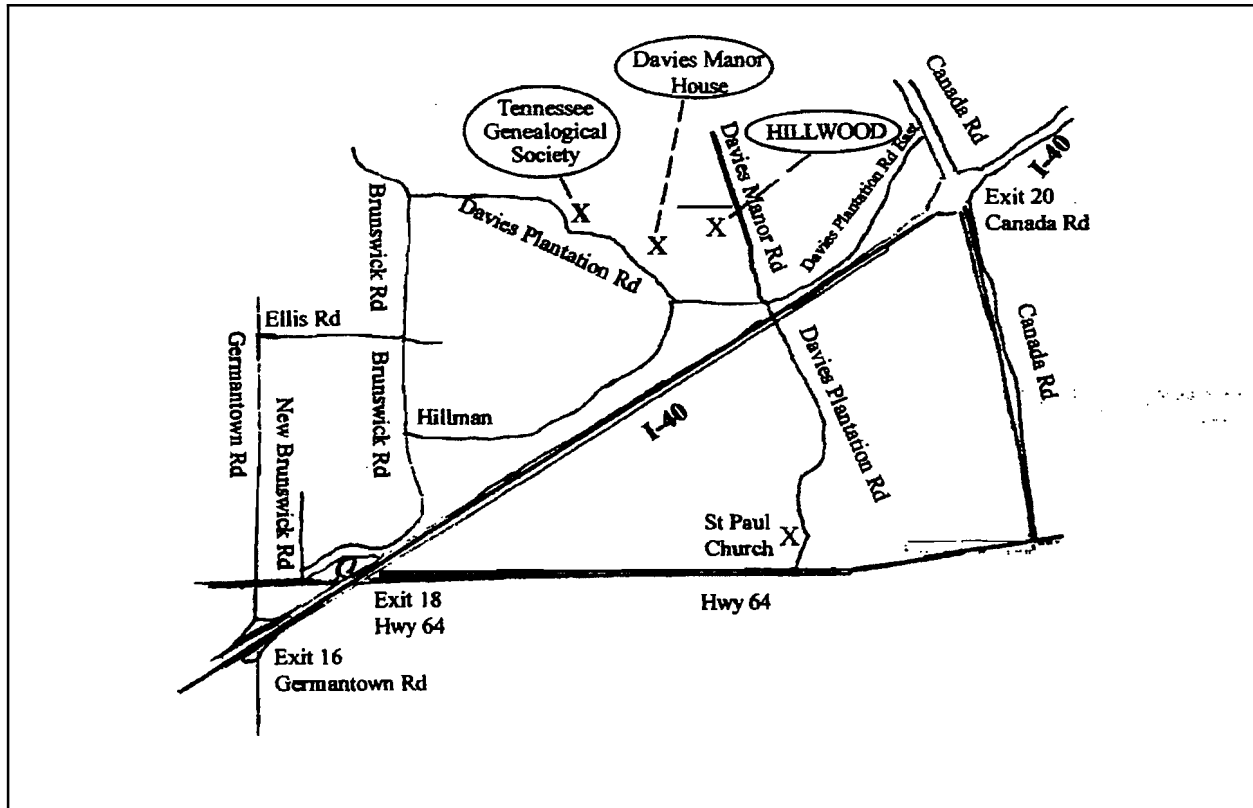 Davies Manor
House
Tennessee
Genealogical
Society
HILLWOOD
Canada Rd
I-40
Exit 20
Canada Rd
Davies Manor Rd
Davies Plantation Rd East
Brunswick Rd
Davies Plantation Rd
Ellis Rd
Germantown Rd
Brunswick Rd
New Brunswick Rd
Hillman
I-40
Davies Plantation Rd
Canada Rd
X
X
X
St Paul
Church
X
Exit 18
Hwy 64
Hwy 64
Exit 16
Germantown Rd